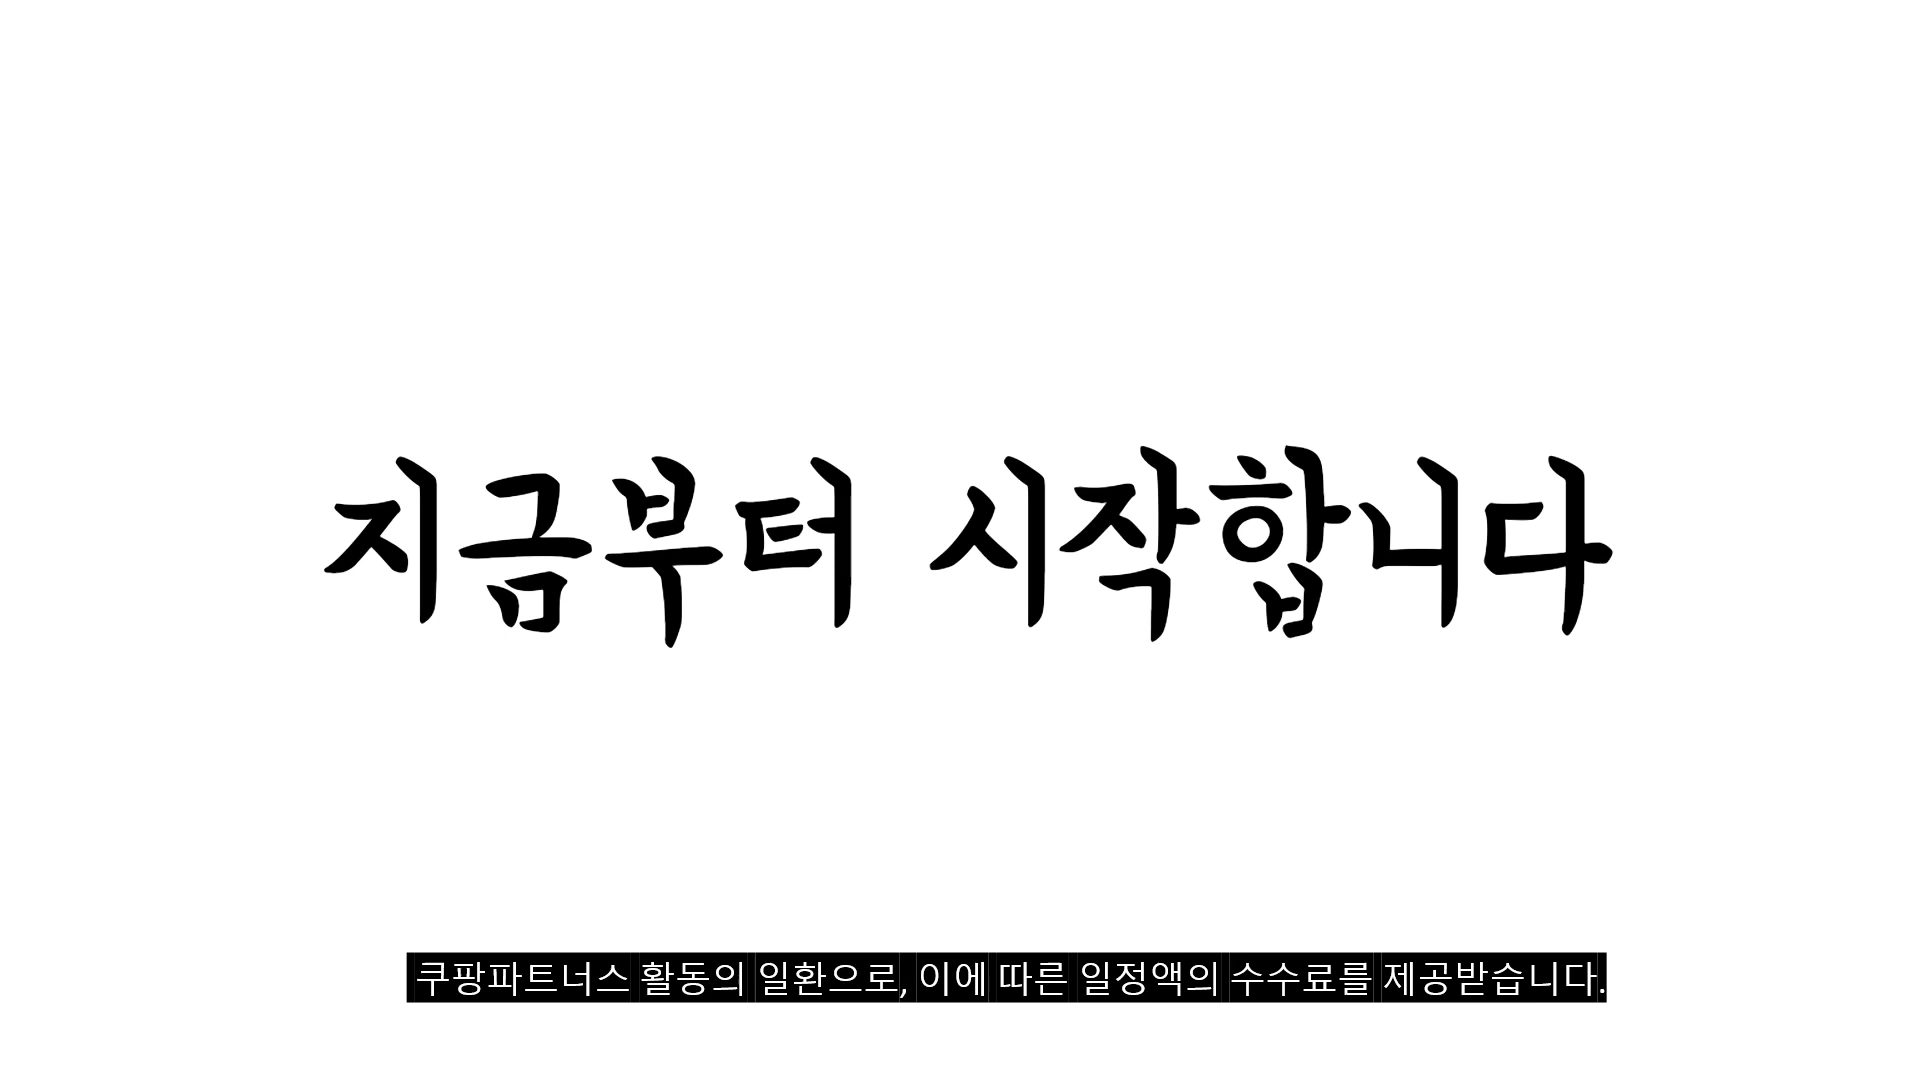 지금부터 시작합니다
쿠팡파트너스 활동의 일환으로, 이에 따른 일정액의 수수료를 제공받습니다.